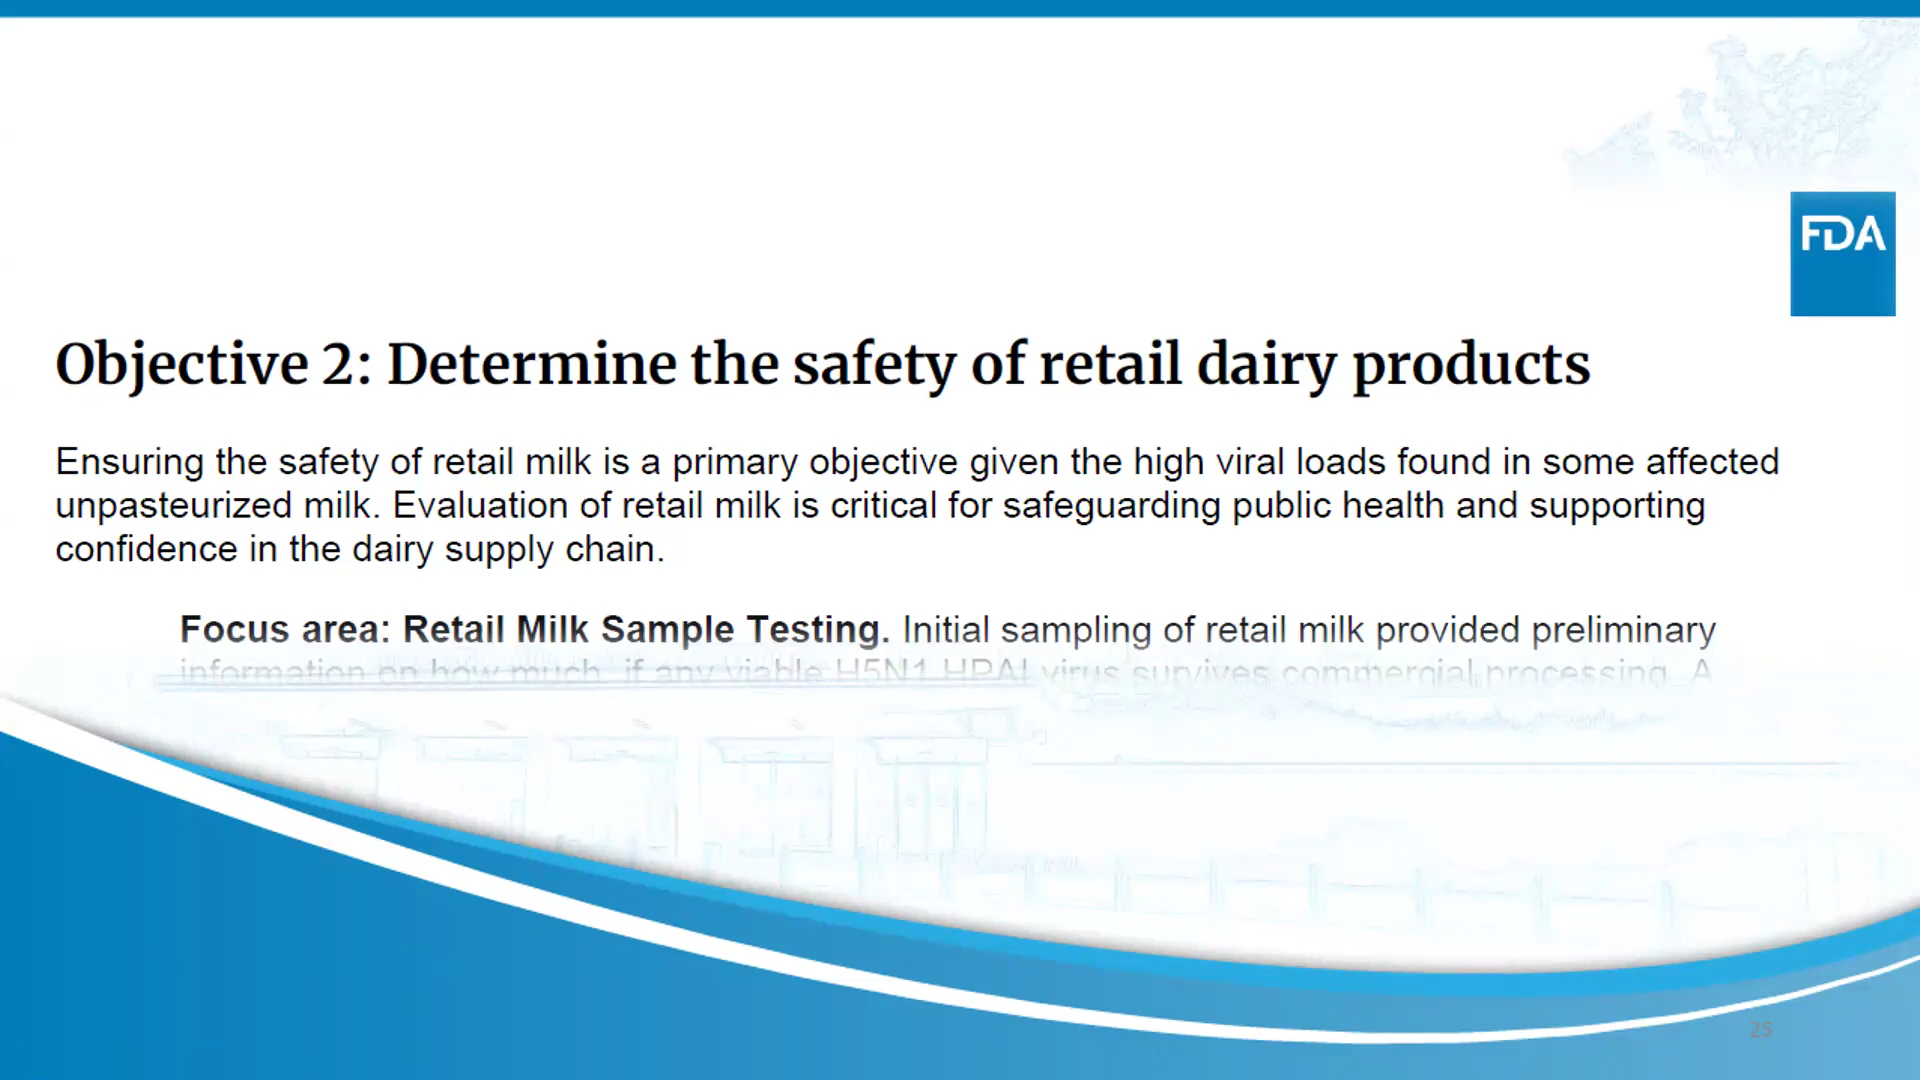 FDA
Objective 2: Determine the safety of retail dairy products
Ensuring the safety of retail milk is a primary objective given the high viral loads found in some affected
unpasteurized milk. Evaluation of retail milk is critical for safeguarding public health and supporting
confidence in the dairy supply chain.
Focus area: Retail Milk Sample Testing. Initial sampling of retail milk provided preliminary
information on how much, if any viable H5N1 HPAI virus survives commercial processing. A
25